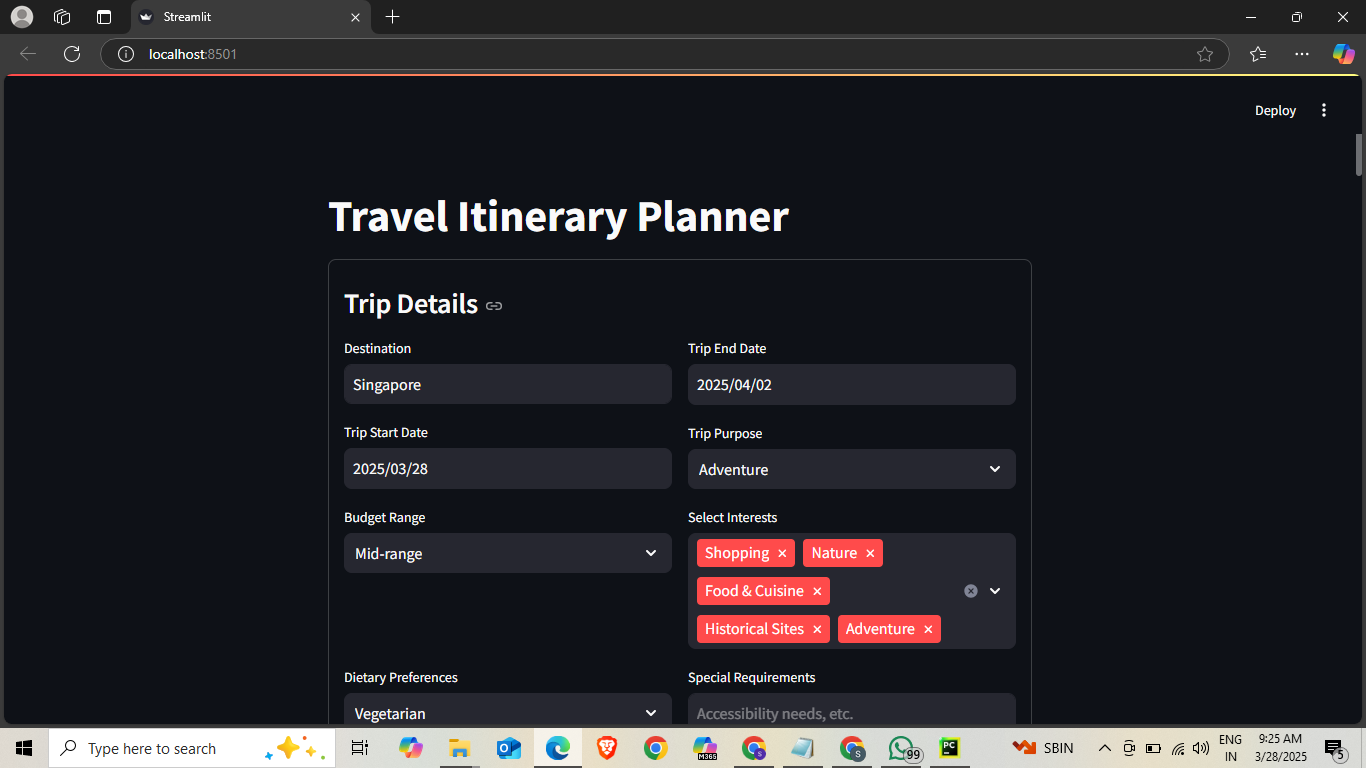 Streamlit
localhost:8501
Deploy
Travel Itinerary Planner
Trip Details
Destination
Trip End Date
Singapore
2025/04/02
Trip Start Date
Trip Purpose
2025/03/28
Adventure
Budget Range
Select Interests
Mid-range
Shopping × Nature ×
Food & Cuisine ×
Historical Sites × Adventure ×
Dietary Preferences
Special Requirements
Vegetarian
Accessibility needs, etc.
Type here to search
M365
S
S
99
PC
SBIN
ENG
IN
9:25 AM
3/28/2025
5